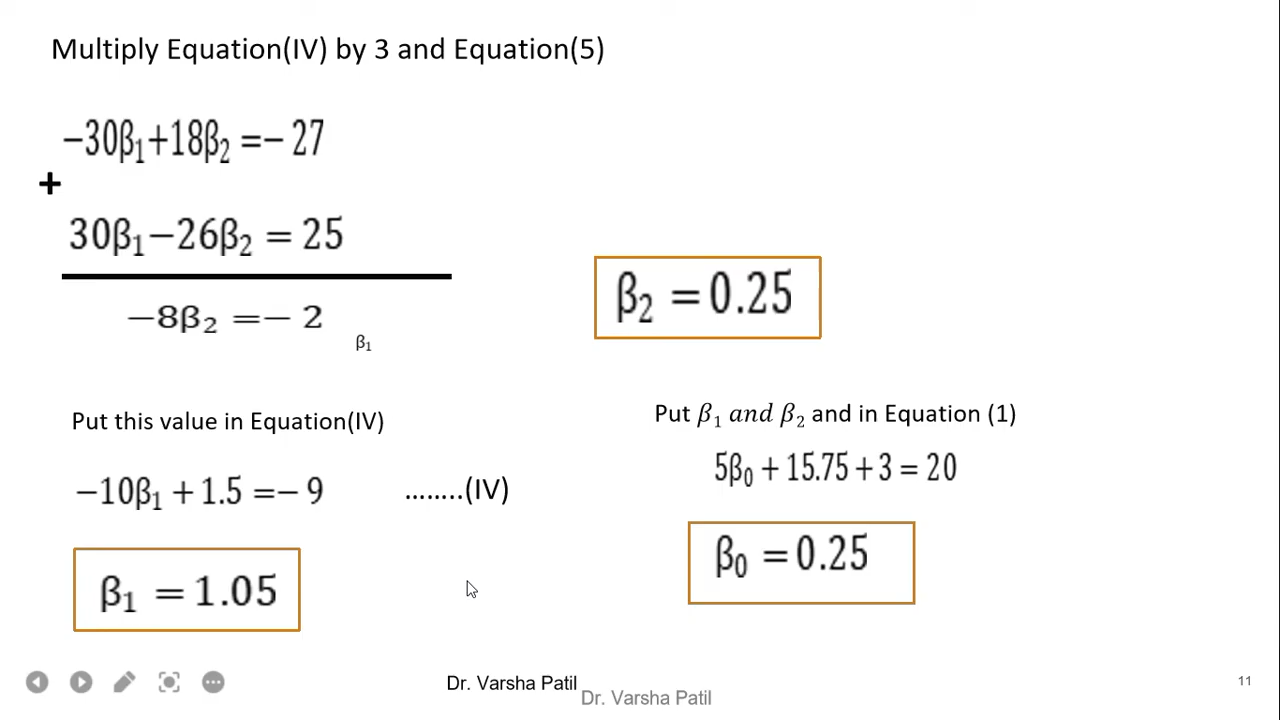 Multiply Equation(IV) by 3 and Equation(5)
−30β₁+18β₂ =− 27
+
30β₁−26β₂ = 25
−8β₂ =− 2
β₁
β₂ = 0.25
Put this value in Equation(IV)
−10β₁ + 1.5 =− 9 ........(IV)
β₁ = 1.05
Put β₁ and β₂ and in Equation (1)
5β₀ + 15.75 + 3 = 20
β₀ = 0.25
Dr. Varsha Patil
Dr. Varsha Patil
11